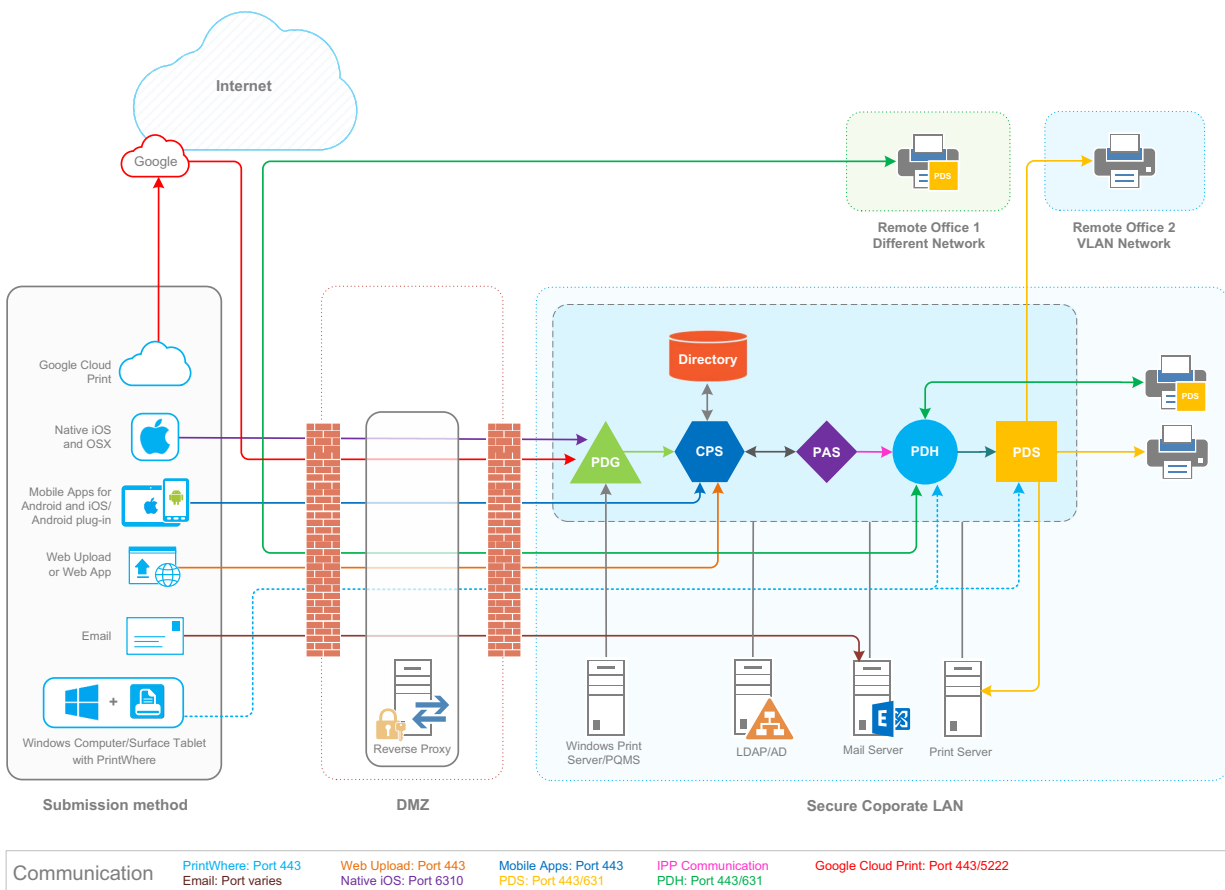 Internet
Google
PDS
Remote Office 1
Different Network
Remote Office 2
VLAN Network
Google Cloud
Print
Native iOS
and OSX
Mobile Apps for
Android and iOS/
Android plug-in
Web Upload
or Web App
Email
+
Windows Computer/Surface Tablet
with PrintWhere
Submission method
Reverse Proxy
DMZ
Directory
PDG
CPS
PAS
PDH
PDS
PDS
Windows Print
Server/PQMS
LDAP/AD
E
Mail Server
Print Server
Secure Coporate LAN
Communication
PrintWhere: Port 443
Email: Port varies
Web Upload: Port 443
Native iOS: Port 6310
Mobile Apps: Port 443
PDS: Port 443/631
IPP Communication
PDH: Port 443/631
Google Cloud Print: Port 443/5222